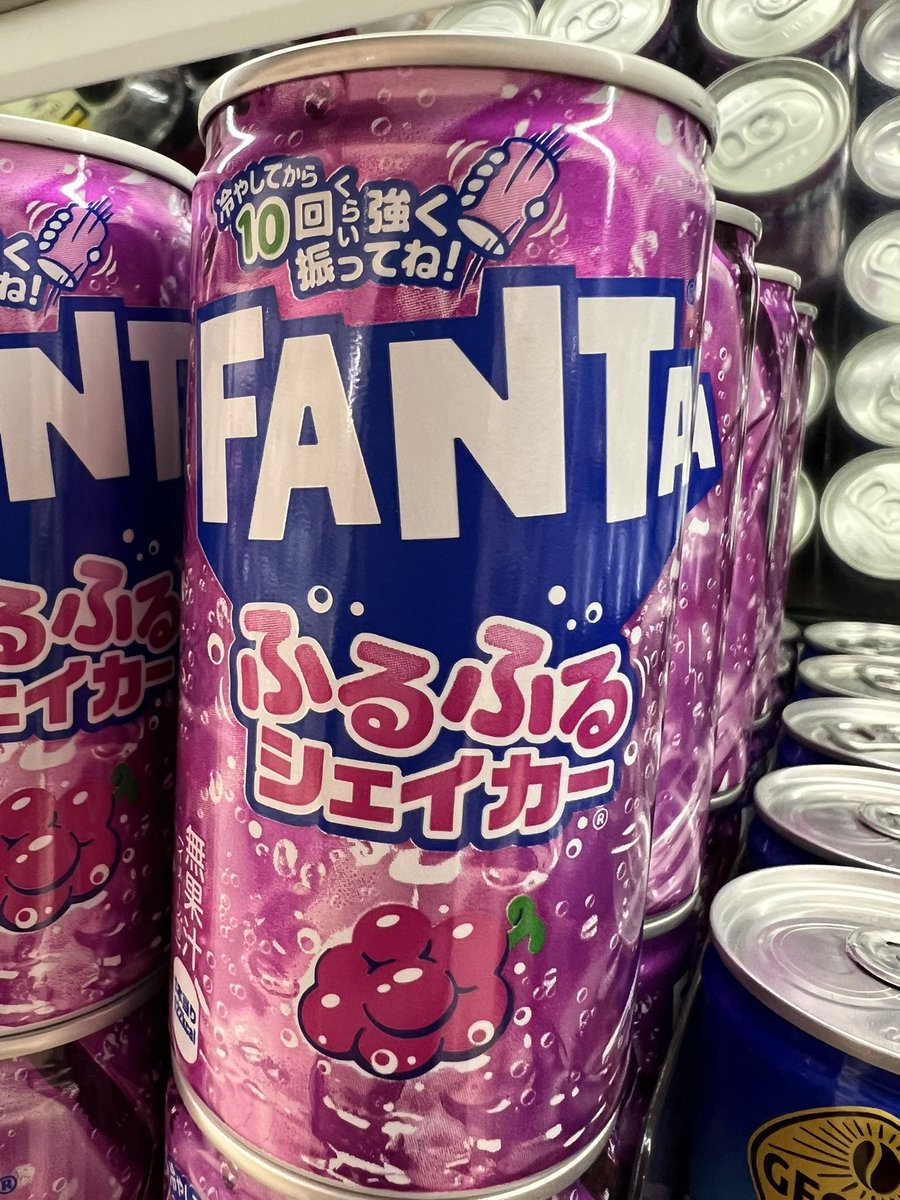 冷やしてから
10回くらい強く
振ってね!
FANTA
ふるふる
シェイカー®
無果汁